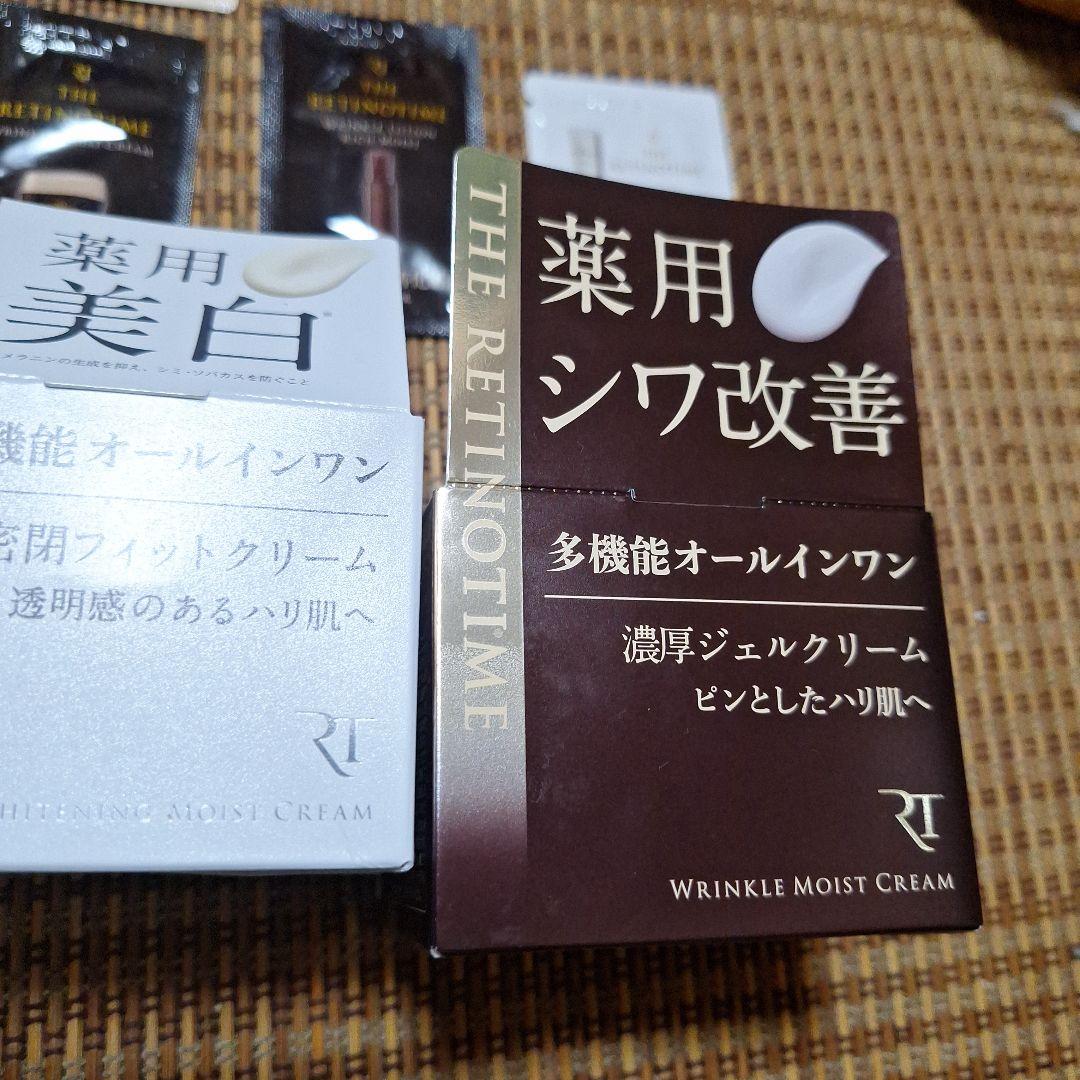 THE
RETINOTIME
THE
RETINOTIME
WRINKLE LOTION
薬用
美白
メラニンの生成を抑え、シミ・ソバカスを防ぐこと
機能オールインワン
密閉フィットクリーム
透明感のあるハリ肌へ
RT
WHITENING MOIST CREAM
THE RETINOTIME
薬用
シワ改善
多機能オールインワン
濃厚ジェルクリーム
ピンとしたハリ肌へ
RT
WRINKLE MOIST CREAM